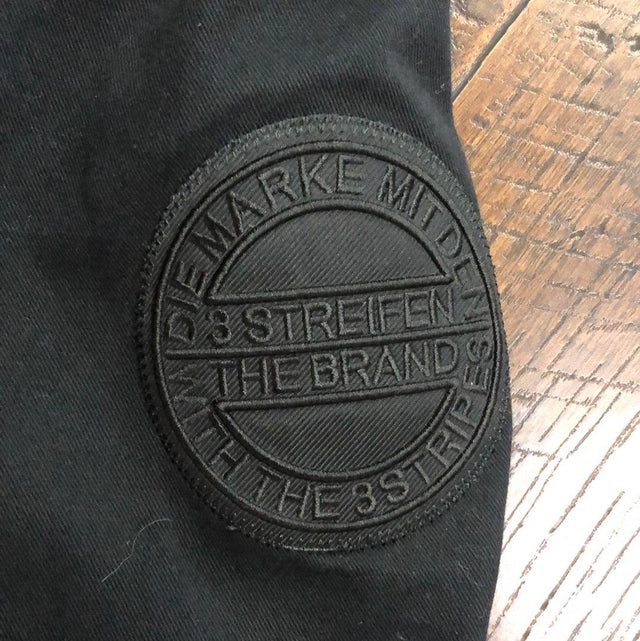 DIE MARKE MIT DEN
3 STREIFEN
THE BRAND
WITH THE 3 STRIPES